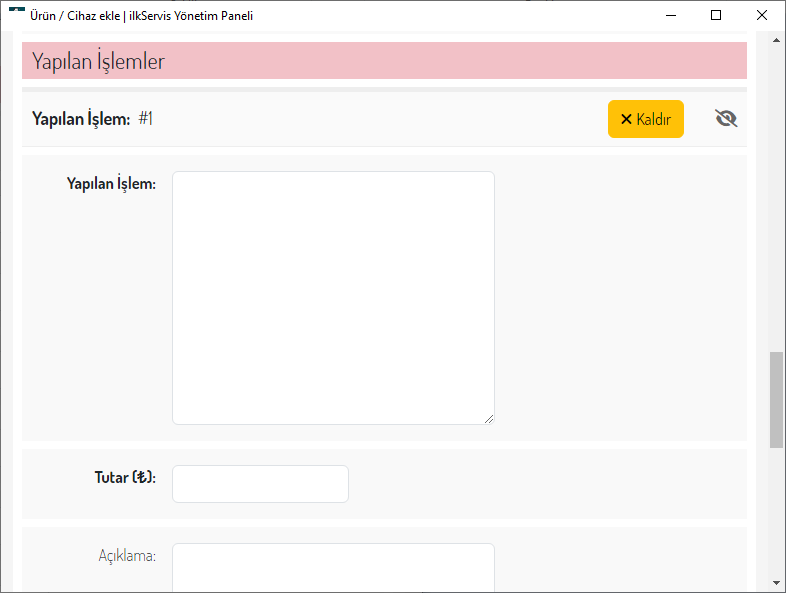 Ürün / Cihaz ekle | ilkServis Yönetim Paneli
Yapılan İşlemler
Yapılan İşlem: #1
Kaldır
Yapılan İşlem:
Tutar (₺):
Açıklama: